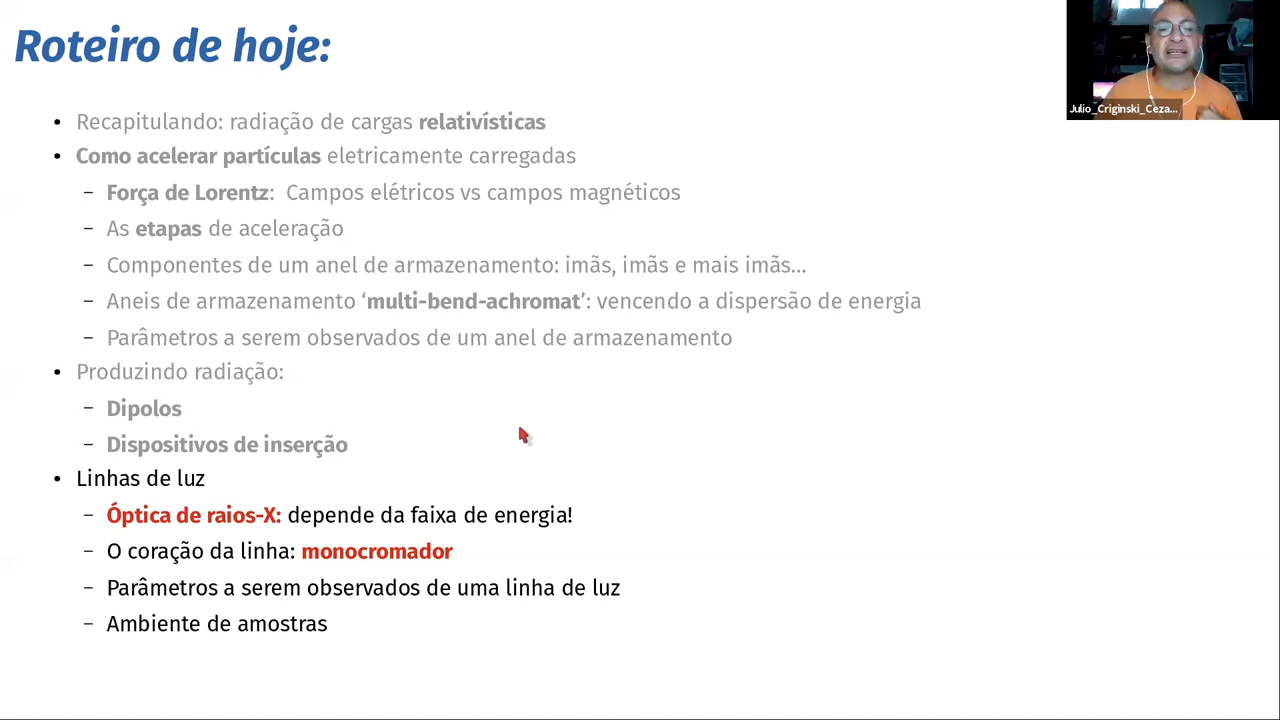 Roteiro de hoje:
Julio_Criginski_Ceza...
• Recapitulando: radiação de cargas relativísticas
• Como acelerar partículas eletricamente carregadas
– Força de Lorentz: Campos elétricos vs campos magnéticos
– As etapas de aceleração
– Componentes de um anel de armazenamento: imãs, imãs e mais imãs...
– Aneis de armazenamento ‘multi-bend-achromat’: vencendo a dispersão de energia
– Parâmetros a serem observados de um anel de armazenamento
• Produzindo radiação:
– Dipolos
– Dispositivos de inserção
• Linhas de luz
– Óptica de raios-X: depende da faixa de energia!
– O coração da linha: monocromador
– Parâmetros a serem observados de uma linha de luz
– Ambiente de amostras